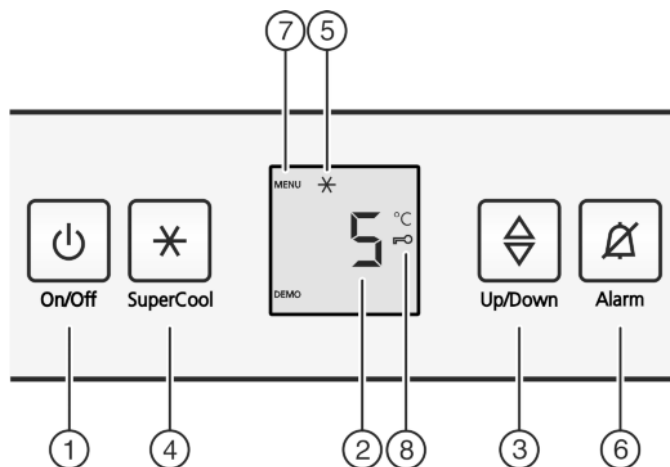 7 5
MENU
5 °C
DEMO
On/Off SuperCool Up/Down Alarm
1 4 2 8 3 6